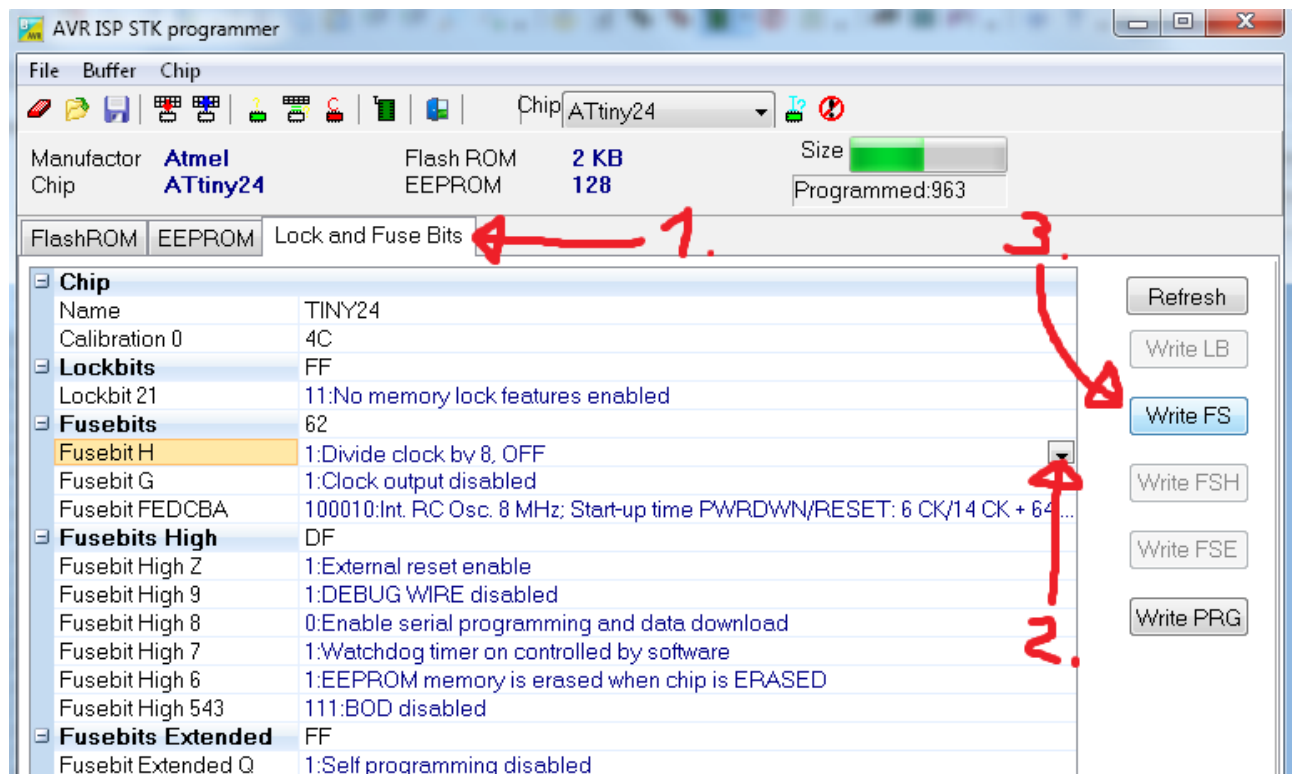 AVR ISP STK programmer
File Buffer Chip
Chip ATtiny24
Manufactor Atmel Flash ROM 2 KB Size
Chip ATtiny24 EEPROM 128 Programmed:963
FlashROM EEPROM Lock and Fuse Bits 1. 3.
Chip
Name TINY24 Refresh
Calibration 0 4C
Lockbits FF Write LB
Lockbit 21 11:No memory lock features enabled
Fusebits 62 Write FS
Fusebit H 1:Divide clock by 8, OFF
Fusebit G 1:Clock output disabled Write FSH
Fusebit FEDCBA 100010:Int. RC Osc. 8 MHz; Start-up time PWRDWN/RESET: 6 CK/14 CK + 64 ...
Fusebits High DF Write FSE
Fusebit High Z 1:External reset enable
Fusebit High 9 1:DEBUG WIRE disabled
Fusebit High 8 0:Enable serial programming and data download Write PRG
Fusebit High 7 1:Watchdog timer on controlled by software 2.
Fusebit High 6 1:EEPROM memory is erased when chip is ERASED
Fusebit High 543 111:BOD disabled
Fusebits Extended FF
Fusebit Extended Q 1:Self programming disabled